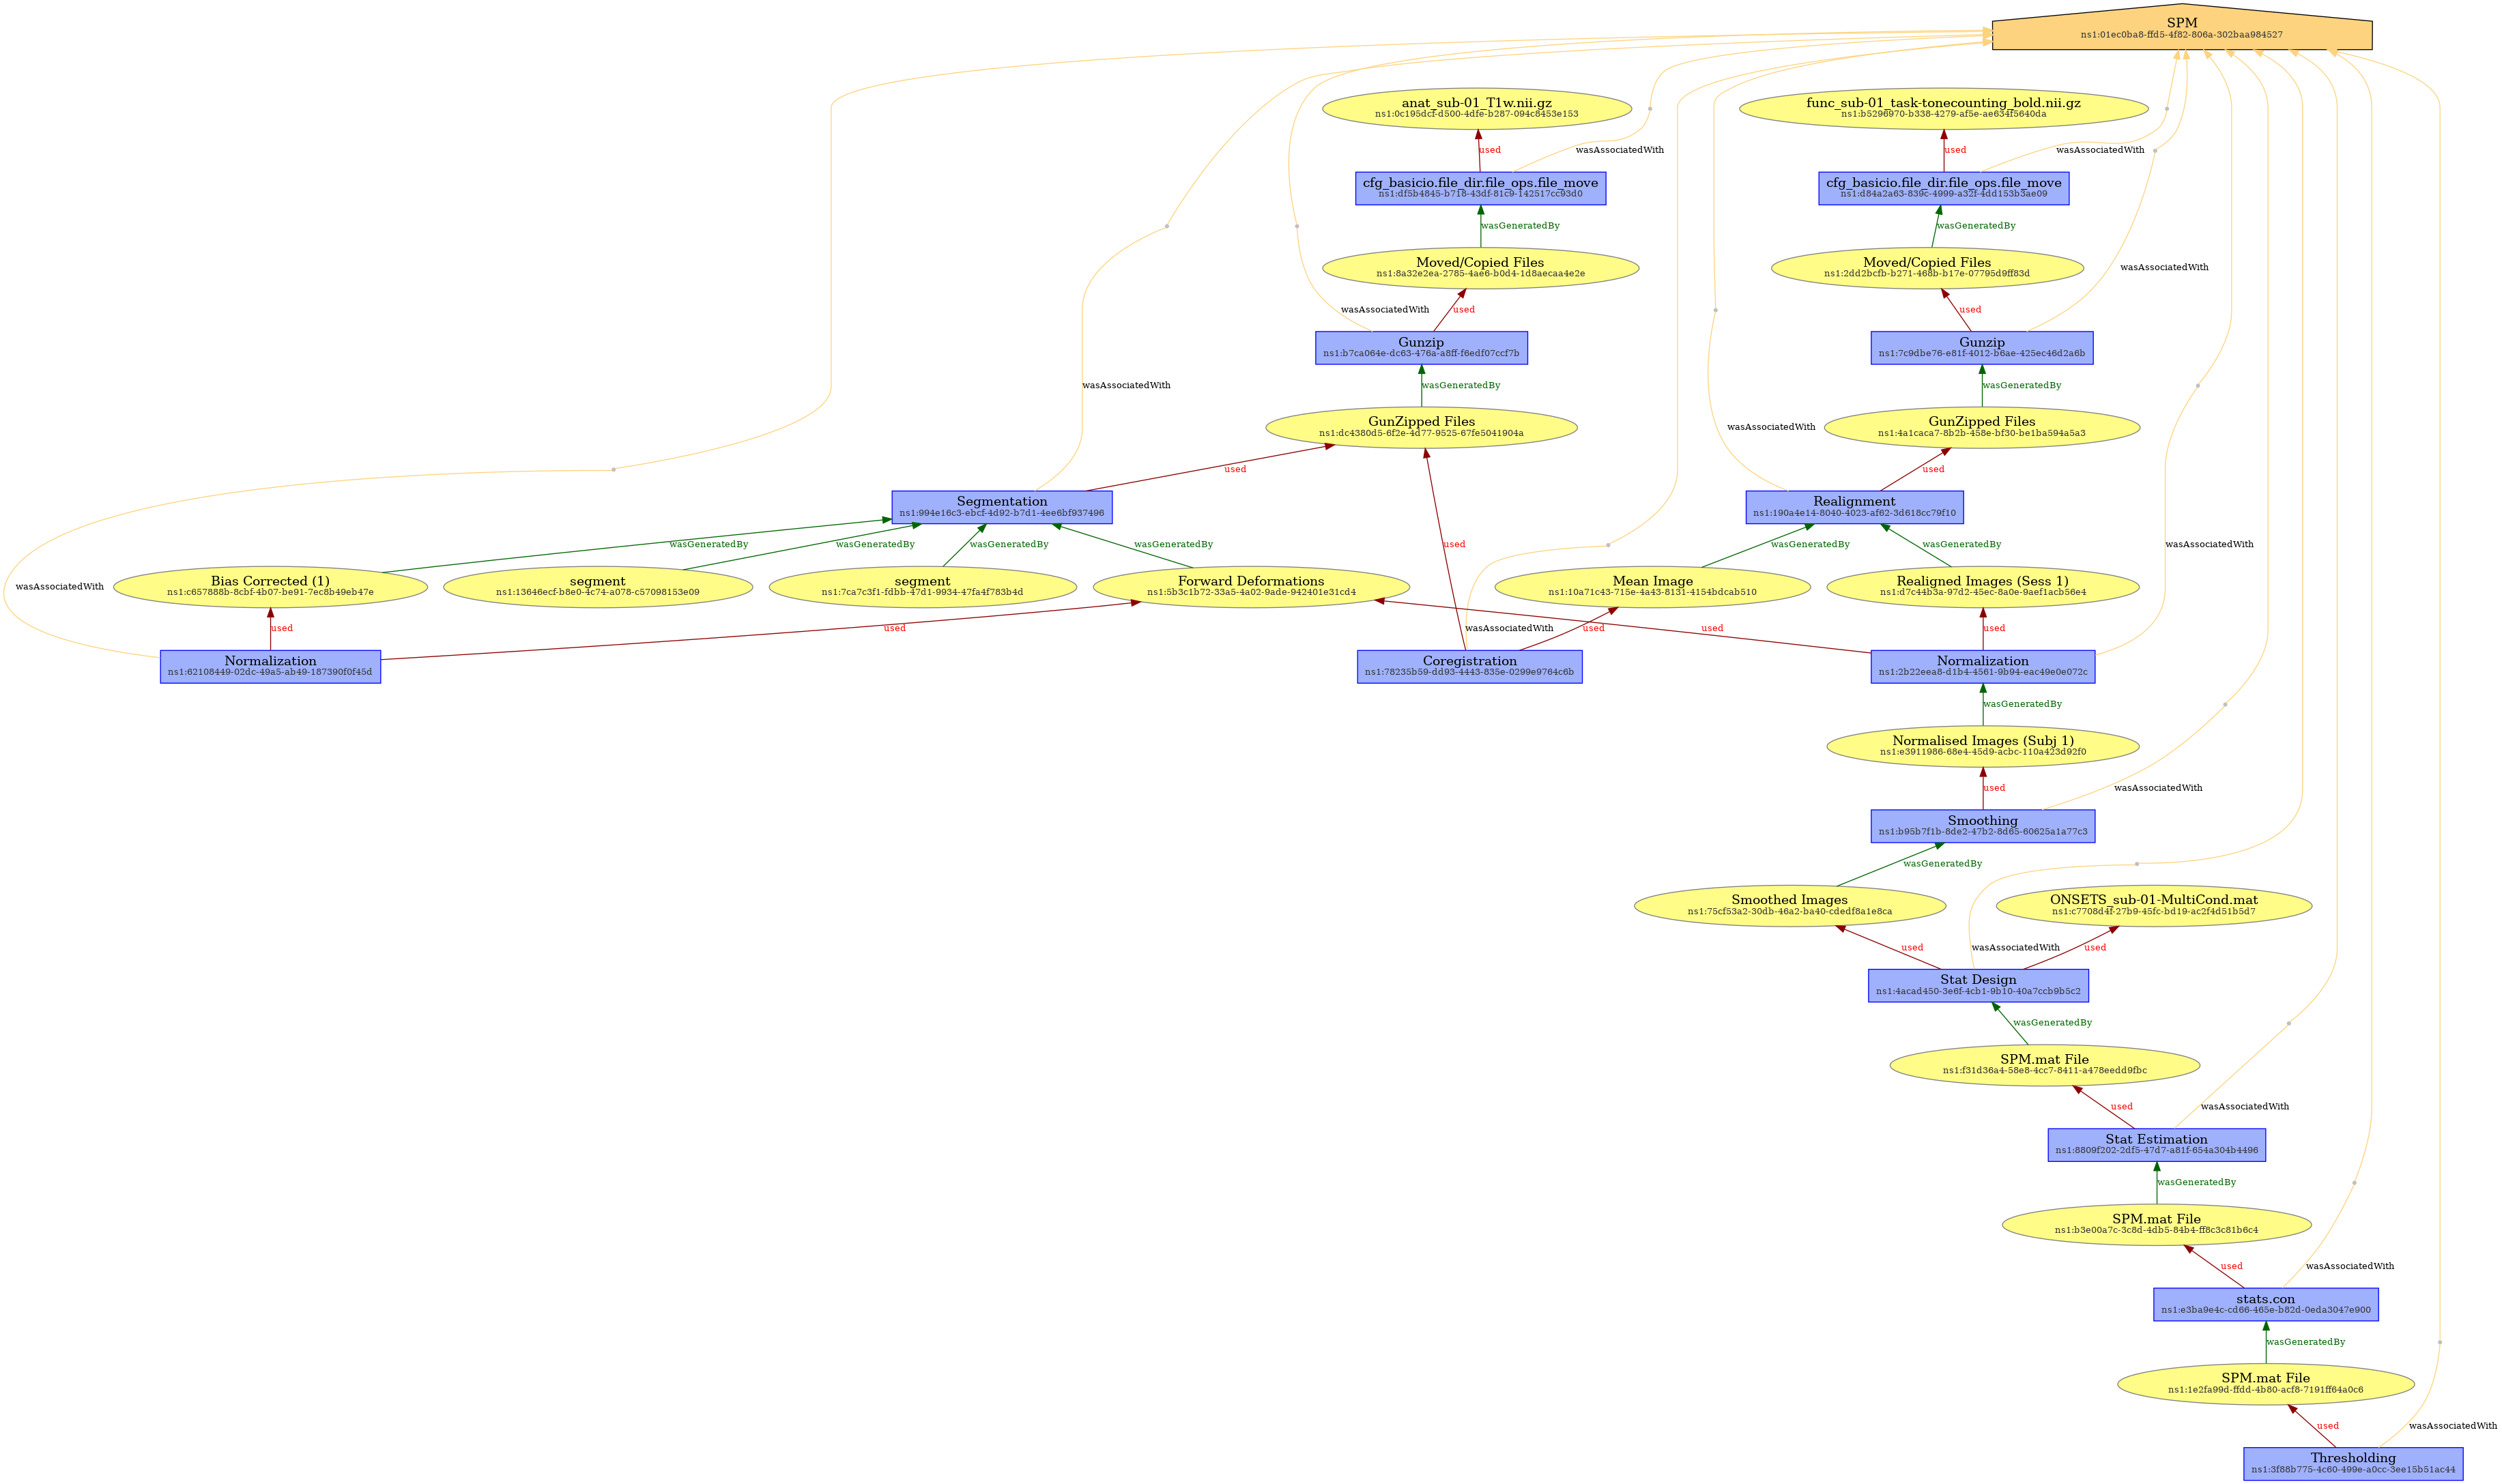 SPM
ns1:01ec0ba8-ffd5-4f82-806a-302baa984527
anat_sub-01_T1w.nii.gz
ns1:0c195dcf-d500-4dfe-b287-094c8453e153
func_sub-01_task-tonecounting_bold.nii.gz
ns1:b5296970-b338-4279-af5e-ae634f5640da
used
wasAssociatedWith
used
wasAssociatedWith
cfg_basicio.file_dir.file_ops.file_move
ns1:df5b4845-b718-43df-81c9-142517cc93d0
cfg_basicio.file_dir.file_ops.file_move
ns1:d84a2a63-839c-4999-a32f-4dd153b3ae09
wasGeneratedBy
wasGeneratedBy
Moved/Copied Files
ns1:8a32e2ea-2785-4ae6-b0d4-1d8aecaa4e2e
Moved/Copied Files
ns1:2dd2bcfb-b271-468b-b17e-07795d9ff83d
wasAssociatedWith
wasAssociatedWith
used
used
Gunzip
ns1:b7ca064e-dc63-476a-a8ff-f6edf07ccf7b
Gunzip
ns1:7c9dbe76-e81f-4012-b6ae-425ec46d2a6b
wasAssociatedWith
wasGeneratedBy
wasGeneratedBy
GunZipped Files
ns1:dc4380d5-6f2e-4d77-9525-67fe5041904a
GunZipped Files
ns1:4a1caca7-8b2b-458e-bf30-be1ba594a5a3
wasAssociatedWith
used
used
Segmentation
ns1:994e16c3-ebcf-4d92-b7d1-4ee6bf937496
Realignment
ns1:190a4e14-8040-4023-af62-3d618cc79f10
wasGeneratedBy
wasGeneratedBy
wasGeneratedBy
wasGeneratedBy
used
wasGeneratedBy
wasGeneratedBy
wasAssociatedWith
wasAssociatedWith
Bias Corrected (1)
ns1:c657888b-8cbf-4b07-be91-7ec8b49eb47e
segment
ns1:13646ecf-b8e0-4c74-a078-c57098153e09
segment
ns1:7ca7c3f1-fdbb-47d1-9934-47fa4f783b4d
Forward Deformations
ns1:5b3c1b72-33a5-4a02-9ade-942401e31cd4
Mean Image
ns1:10a71c43-715e-4a43-8131-4154bdcab510
Realigned Images (Sess 1)
ns1:d7c44b3a-97d2-45ec-8a0e-9aef1acb56e4
used
used
wasAssociatedWith
used
used
used
Normalization
ns1:62108449-02dc-49a5-ab49-187390f0f45d
Coregistration
ns1:78235b59-dd93-4443-835e-0299e9764c6b
Normalization
ns1:2b22eea8-d1b4-4561-9b94-eac49e0e072c
wasGeneratedBy
Normalised Images (Subj 1)
ns1:e3911986-68e4-45d9-acbc-110a423d92f0
used
wasAssociatedWith
Smoothing
ns1:b95b7f1b-8de2-47b2-8d65-60625a1a77c3
wasGeneratedBy
Smoothed Images
ns1:75cf53a2-30db-46a2-ba40-cdedf8a1e8ca
ONSETS_sub-01-MultiCond.mat
ns1:c7708d4f-27b9-45fc-bd19-ac2f4d51b5d7
used
wasAssociatedWith
used
Stat Design
ns1:4acad450-3e6f-4cb1-9b10-40a7ccb9b5c2
wasGeneratedBy
SPM.mat File
ns1:f31d36a4-58e8-4cc7-8411-a478eedd9fbc
used
wasAssociatedWith
Stat Estimation
ns1:8809f202-2df5-47d7-a81f-654a304b4496
wasGeneratedBy
SPM.mat File
ns1:b3e00a7c-3c8d-4db5-84b4-ff8c3c81b6c4
used
wasAssociatedWith
stats.con
ns1:e3ba9e4c-cd66-465e-b82d-0eda3047e900
wasGeneratedBy
SPM.mat File
ns1:1e2fa99d-ffdd-4b80-acf8-7191ff64a0c6
used
wasAssociatedWith
Thresholding
ns1:3f88b775-4c60-499e-a0cc-3ee15b51ac44